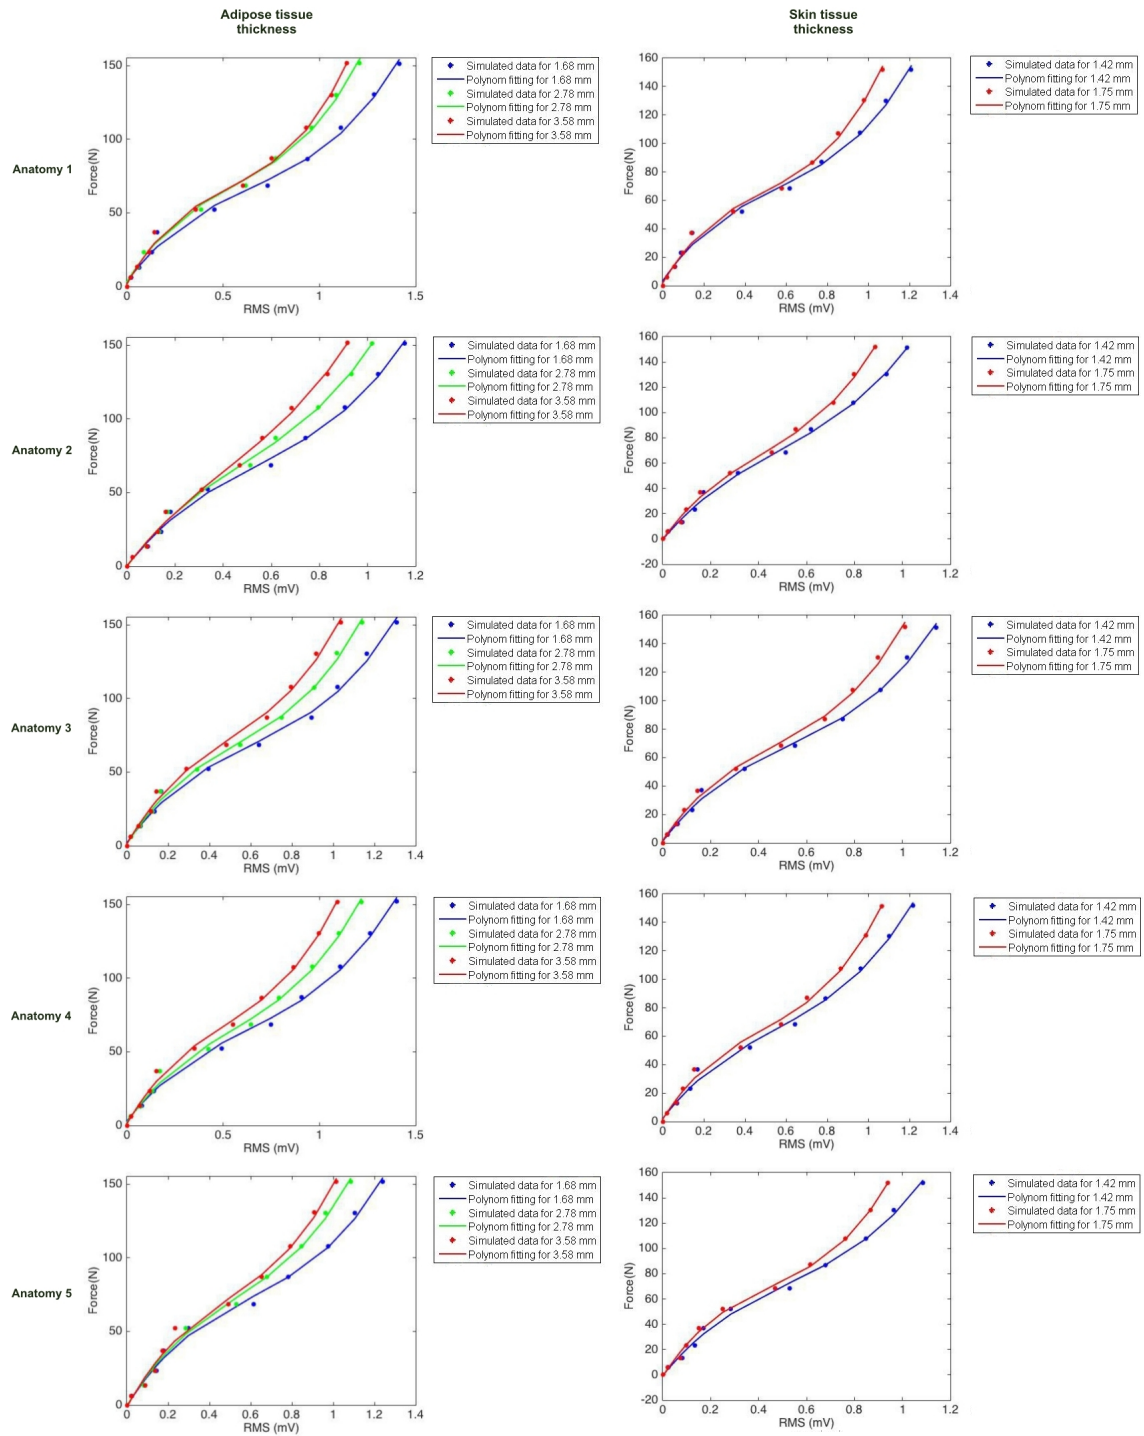 Adipose tissue
thickness
Skin tissue
thickness
Anatomy 1
150
100
50
0
Force(N)
0.5
1
1.5
RMS (mV)
Simulated data for 1.68 mm
Polynom fitting for 1.68 mm
Simulated data for 2.78 mm
Polynom fitting for 2.78 mm
Simulated data for 3.58 mm
Polynom fitting for 3.58 mm
160
140
120
100
80
60
40
20
0
Force(N)
0 0.2 0.4 0.6 0.8 1 1.2 1.4
RMS (mV)
Simulated data for 1.42 mm
Polynom fitting for 1.42 mm
Simulated data for 1.75 mm
Polynom fitting for 1.75 mm
Anatomy 2
150
100
50
0
Force(N)
0.2 0.4 0.6 0.8 1 1.2
RMS (mV)
Simulated data for 1.68 mm
Polynom fitting for 1.68 mm
Simulated data for 2.78 mm
Polynom fitting for 2.78 mm
Simulated data for 3.58 mm
Polynom fitting for 3.58 mm
160
140
120
100
80
60
40
20
0
-20
Force(N)
0 0.2 0.4 0.6 0.8 1 1.2
RMS (mV)
Simulated data for 1.42 mm
Polynom fitting for 1.42 mm
Simulated data for 1.75 mm
Polynom fitting for 1.75 mm
Anatomy 3
150
100
50
0
Force(N)
0.2 0.4 0.6 0.8 1 1.2 1.4
RMS (mV)
Simulated data for 1.68 mm
Polynom fitting for 1.68 mm
Simulated data for 2.78 mm
Polynom fitting for 2.78 mm
Simulated data for 3.58 mm
Polynom fitting for 3.58 mm
160
140
120
100
80
60
40
20
0
Force(N)
0 0.2 0.4 0.6 0.8 1 1.2
RMS (mV)
Simulated data for 1.42 mm
Polynom fitting for 1.42 mm
Simulated data for 1.75 mm
Polynom fitting for 1.75 mm
Anatomy 4
150
100
50
0
Force(N)
0.5
1
1.5
RMS (mV)
Simulated data for 1.68 mm
Polynom fitting for 1.68 mm
Simulated data for 2.78 mm
Polynom fitting for 2.78 mm
Simulated data for 3.58 mm
Polynom fitting for 3.58 mm
160
140
120
100
80
60
40
20
0
Force(N)
0 0.2 0.4 0.6 0.8 1 1.2 1.4
RMS (mV)
Simulated data for 1.42 mm
Polynom fitting for 1.42 mm
Simulated data for 1.75 mm
Polynom fitting for 1.75 mm
Anatomy 5
150
100
50
0
Force(N)
0.2 0.4 0.6 0.8 1 1.2 1.4
RMS (mV)
Simulated data for 1.68 mm
Polynom fitting for 1.68 mm
Simulated data for 2.78 mm
Polynom fitting for 2.78 mm
Simulated data for 3.58 mm
Polynom fitting for 3.58 mm
160
140
120
100
80
60
40
20
0
-20
Force(N)
0 0.2 0.4 0.6 0.8 1 1.2
RMS (mV)
Simulated data for 1.42 mm
Polynom fitting for 1.42 mm
Simulated data for 1.75 mm
Polynom fitting for 1.75 mm